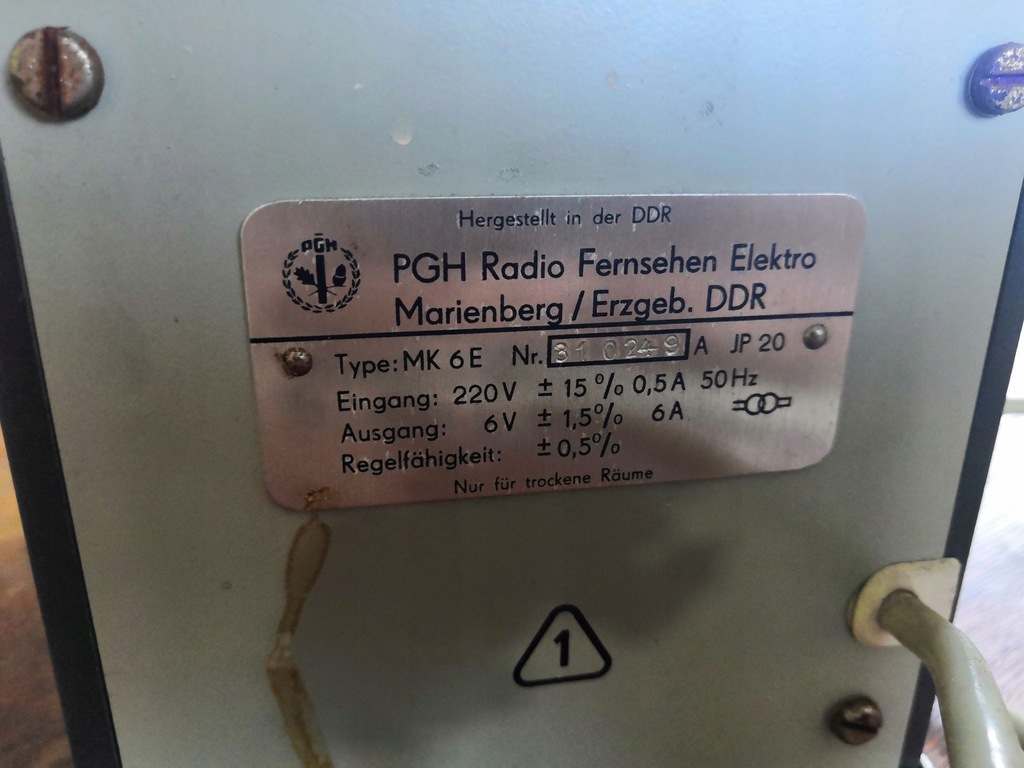 Hergestellt in der DDR
PGH
PGH Radio Fernsehen Elektro
Marienberg / Erzgeb. DDR
Type: MK 6 E Nr. 310249 A JP 20
Eingang: 220 V ± 15 % 0,5 A 50 Hz
Ausgang: 6 V ± 1,5 % 6 A
Regelfähigkeit: ± 0,5 %
Nur für trockene Räume
1